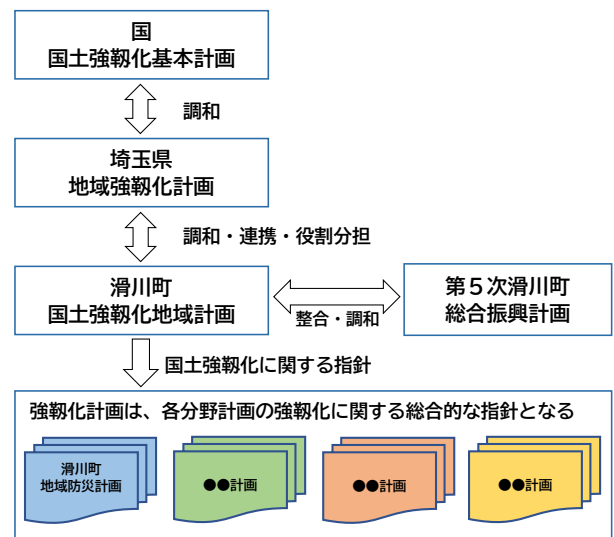 国
国土強靱化基本計画
調和
埼玉県
地域強靱化計画
調和・連携・役割分担
滑川町
国土強靱化地域計画
整合・調和
第５次滑川町
総合振興計画
国土強靱化に関する指針
強靱化計画は、各分野計画の強靱化に関する総合的な指針となる
滑川町
地域防災計画
●●計画
●●計画
●●計画